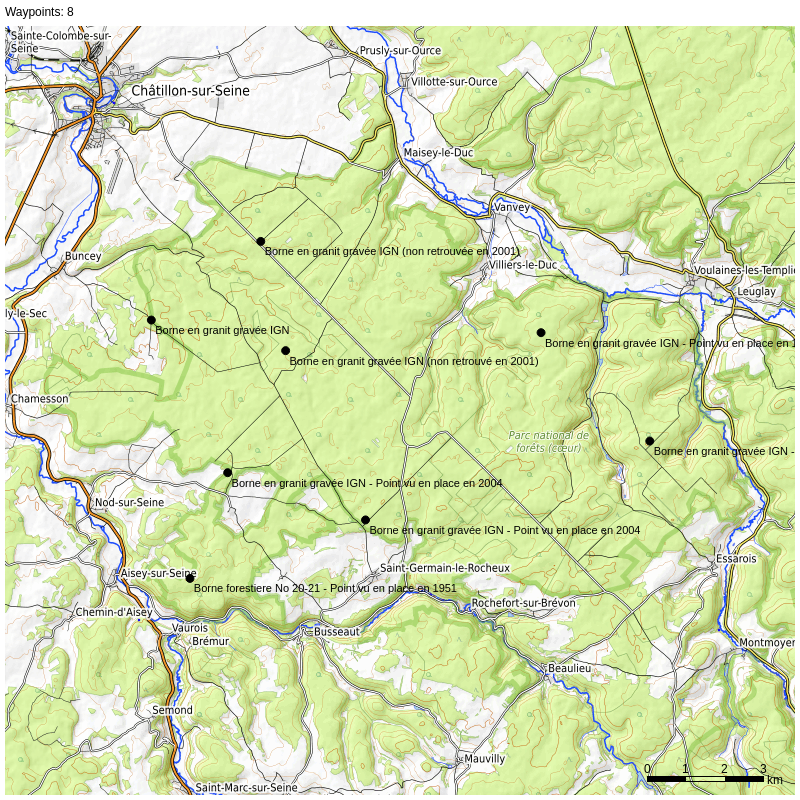 Waypoints: 8
Sainte-Colombe-sur-
Seine
Prusly-sur-Ource
Villotte-sur-Ource
Châtillon-sur-Seine
Maisey-le-Duc
Vanvey
Borne en granit gravée IGN (non retrouvée en 2001)
Buncey
Villiers-le-Duc
Voulaines-les-Templie
Leuglay
ly-le-Sec
Borne en granit gravée IGN
Borne en granit gravée IGN - Point vu en place en 1
Borne en granit gravée IGN (non retrouvé en 2001)
Chamesson
Parc national de
forêts (cœur)
Borne en granit gravée IGN -
Borne en granit gravée IGN - Point vu en place en 2004
Nod-sur-Seine
Borne en granit gravée IGN - Point vu en place en 2004
Essarois
Saint-Germain-le-Rocheux
Aisey-sur-Seine
Borne forestiere No 20-21 - Point vu en place en 1951
Rochefort-sur-Brévon
Chemin-d'Aisey
Vaurois
Busseaut
Brémur
Montmoyen
Beaulieu
Semond
Mauvilly
0 1 2 3
km
Saint-Marc-sur-Seine